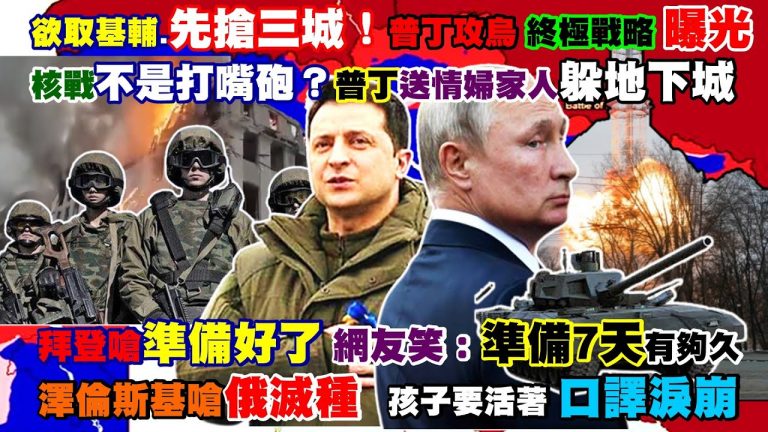 欲取基輔.先搶三城！普丁攻烏 終極戰略 曝光
核戰不是打嘴砲？普丁送情婦家人躲地下城
Battle of
拜登嗆準備好了 網友笑：準備7天有夠久
澤倫斯基嗆俄滅種 孩子要活著 口譯淚崩